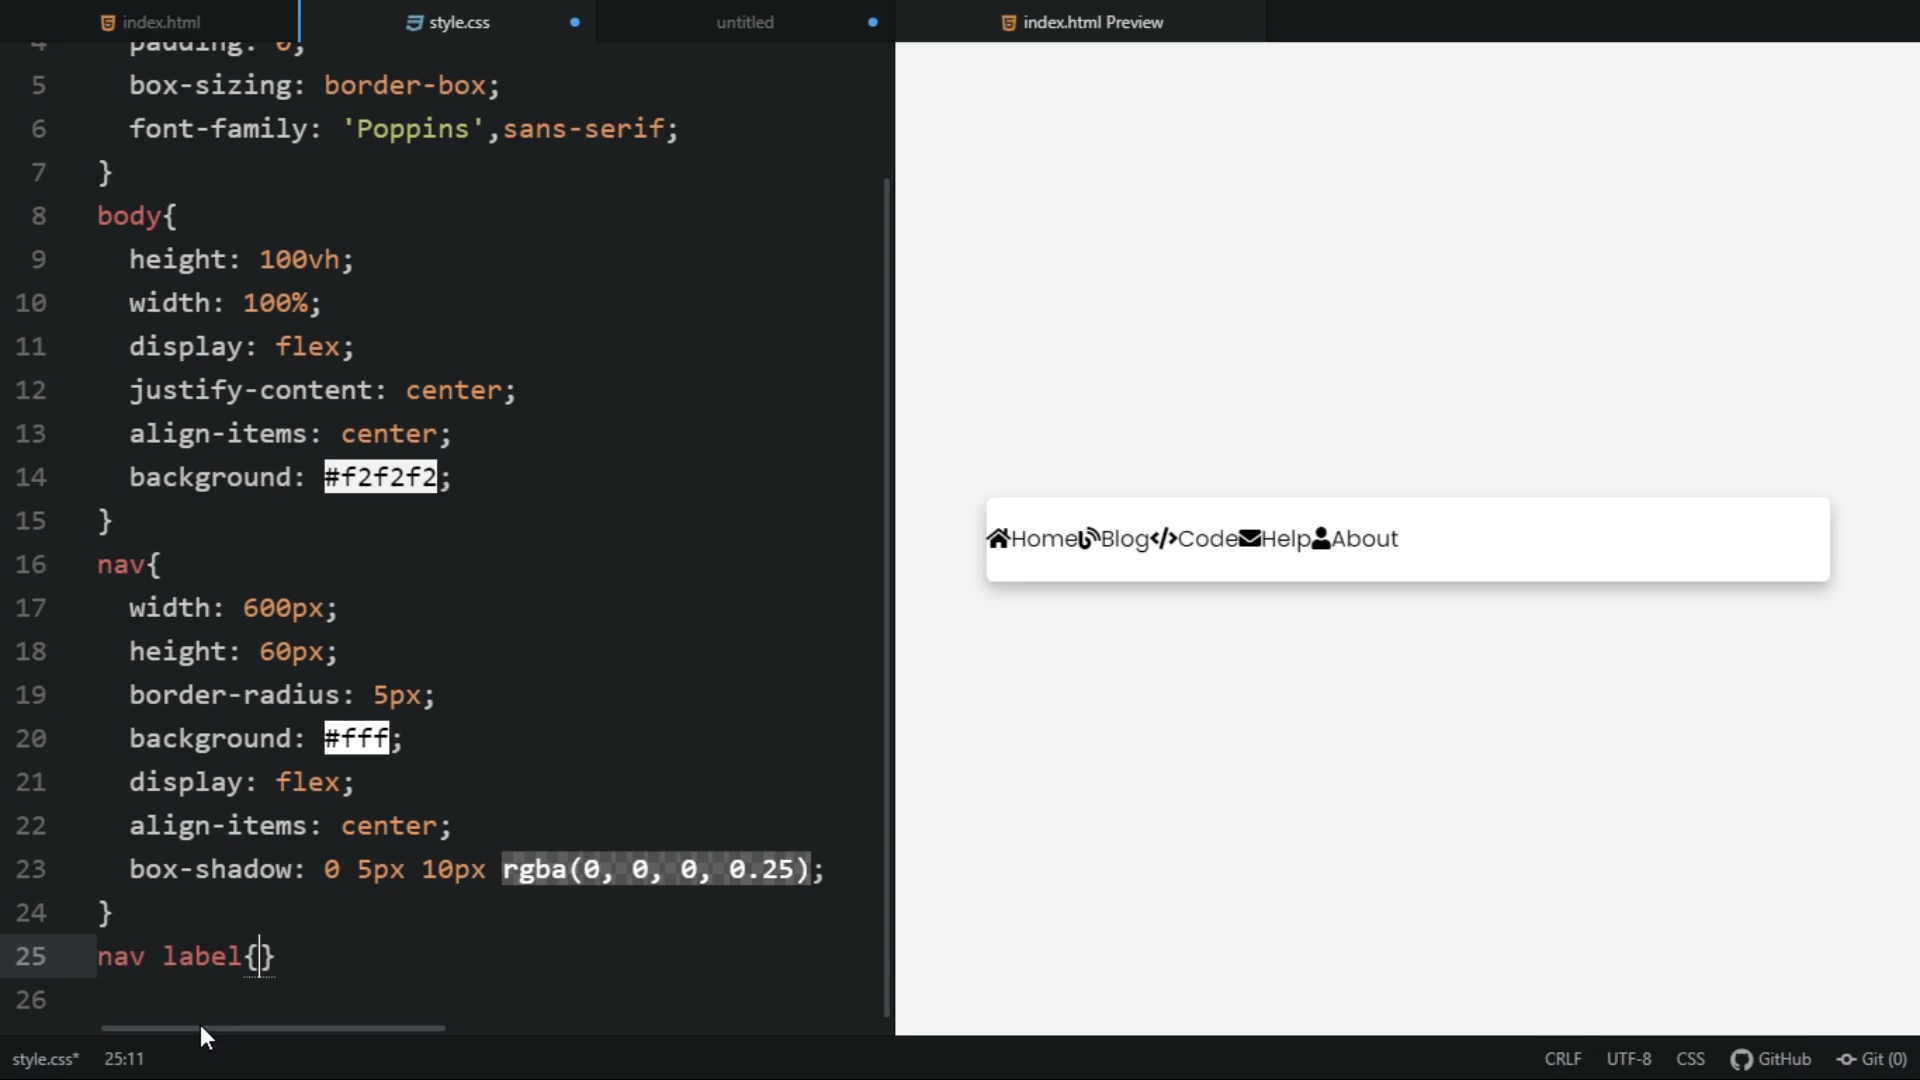 index.html
style.css
untitled
index.html Preview
4 padding: 0;
5 box-sizing: border-box;
6 font-family: 'Poppins',sans-serif;
7 }
8 body{
9 height: 100vh;
10 width: 100%;
11 display: flex;
12 justify-content: center;
13 align-items: center;
14 background: #f2f2f2;
15 }
16 nav{
17 width: 600px;
18 height: 60px;
19 border-radius: 5px;
20 background: #fff;
21 display: flex;
22 align-items: center;
23 box-shadow: 0 5px 10px rgba(0, 0, 0, 0.25);
24 }
25 nav label{}
26
Home Blog Code Help About
style.css* 25:11
CRLF UTF-8 CSS GitHub Git (0)